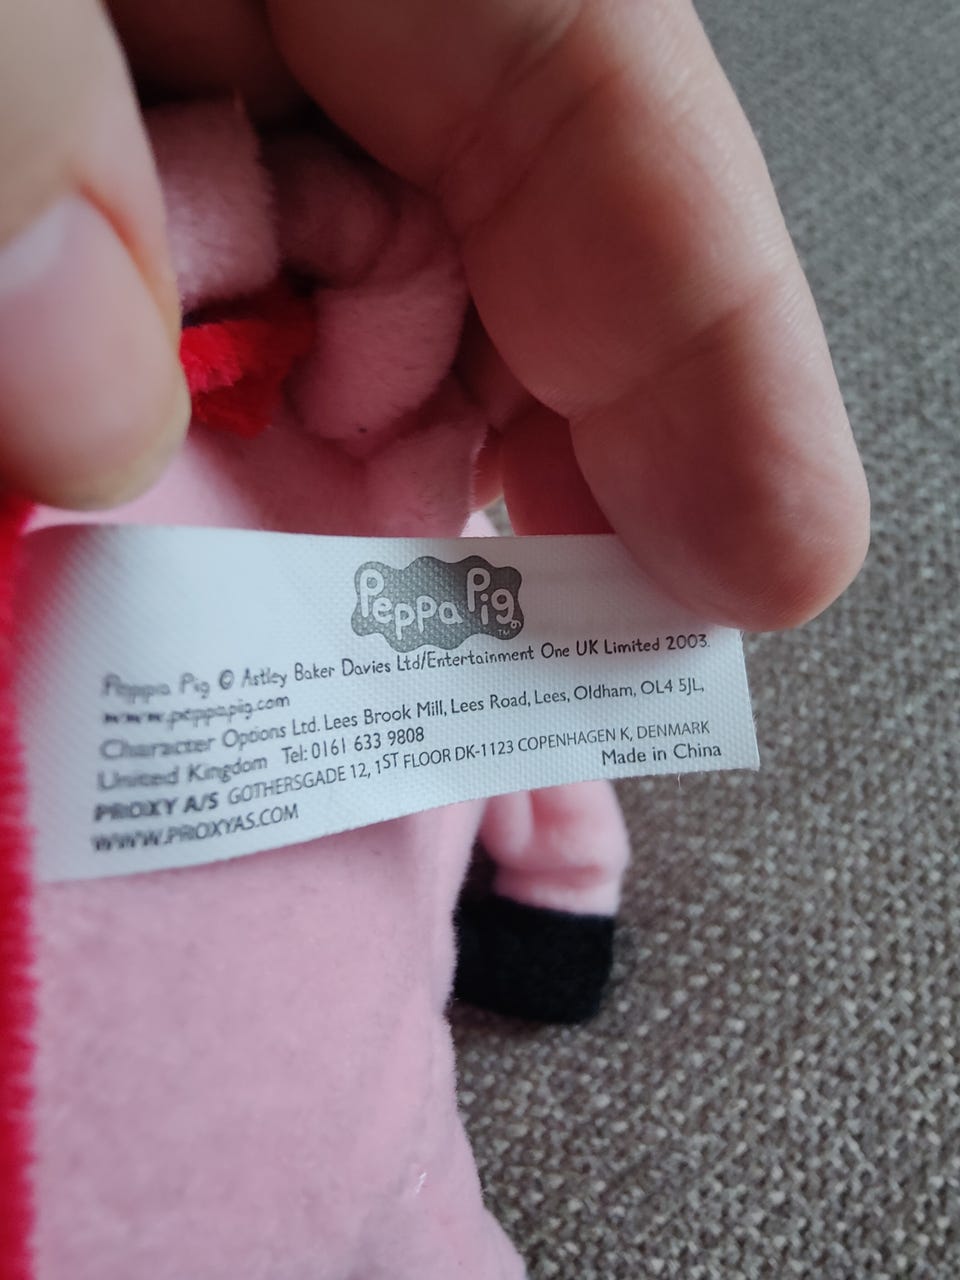 Peppa Pig™
Peppa Pig © Astley Baker Davies Ltd/Entertainment One UK Limited 2003.
www.peppapig.com
Character Options Ltd. Lees Brook Mill, Lees Road, Lees, Oldham, OL4 5JL,
United Kingdom Tel: 0161 633 9808
PROXY A/S GOTHERSGADE 12, 1ST FLOOR DK-1123 COPENHAGEN K, DENMARK
WWW.PROXYAS.COM
Made in China